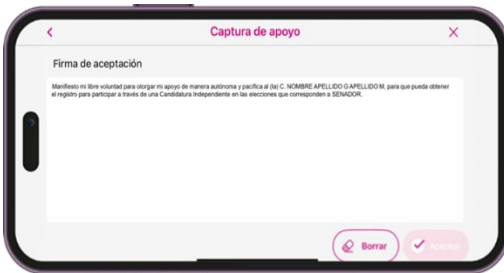 Captura de apoyo
Firma de aceptación
Manifiesto mi libre voluntad para otorgar mi apoyo de manera autónoma y pacífica al (la) C. NOMBRE APELLIDO G APELLIDO M, para que pueda obtener
el registro para participar a través de una Candidatura Independiente en las elecciones que corresponden a SENADOR.
Borrar
Aceptar